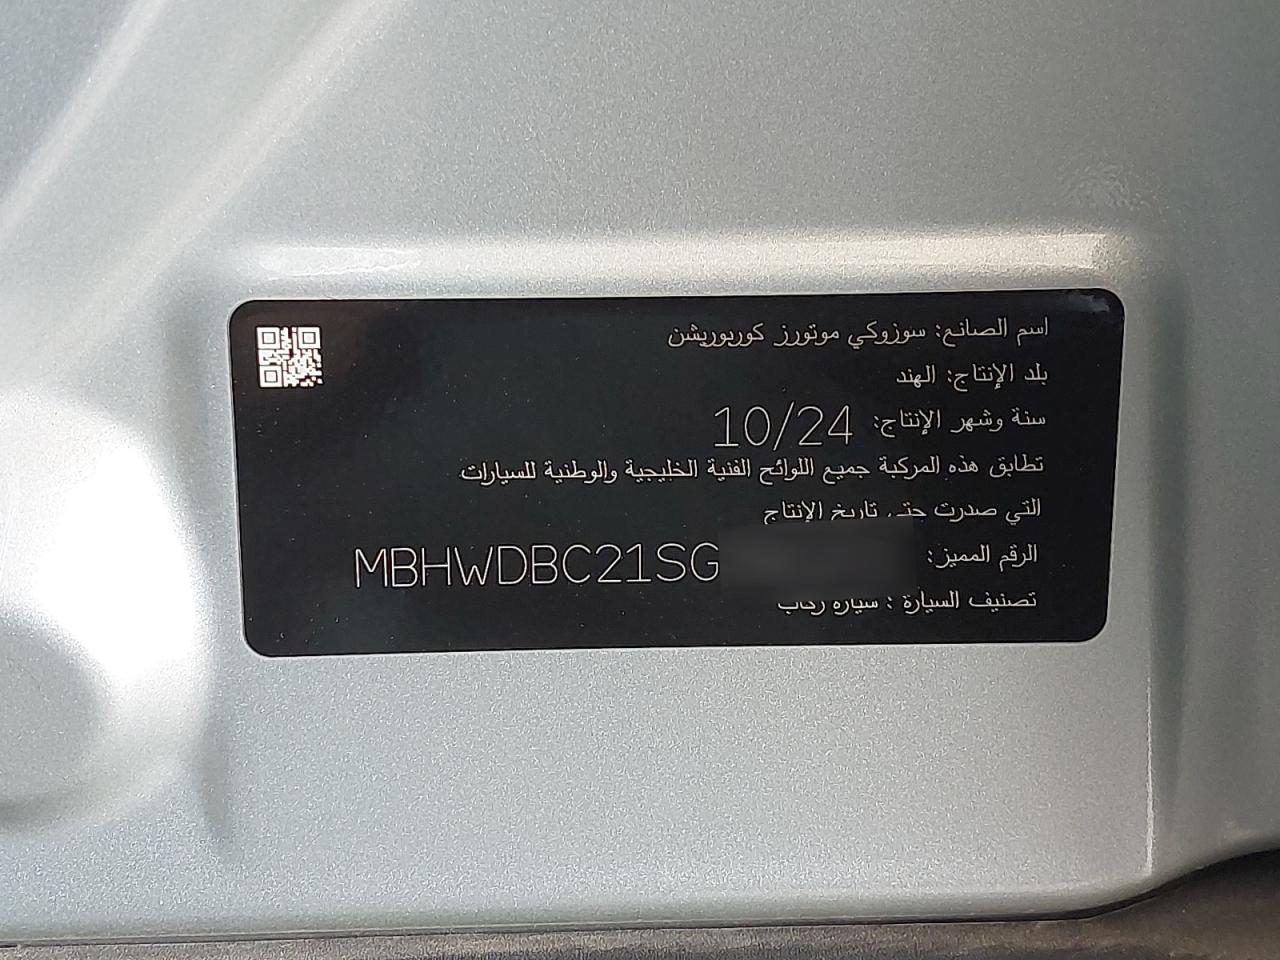 اسم الصانع: سوزوكي موتورز كوربوريشن
بلد الإنتاج: الهند
سنة وشهر الإنتاج: 10/24
تطابق هذه المركبة جميع اللوائح الفنية الخليجية والوطنية للسيارات
التي صدرت حتى تاريخ الإنتاج
الرقم المميز: MBHWDBC21SG
تصنيف السيارة : سيارة ركاب